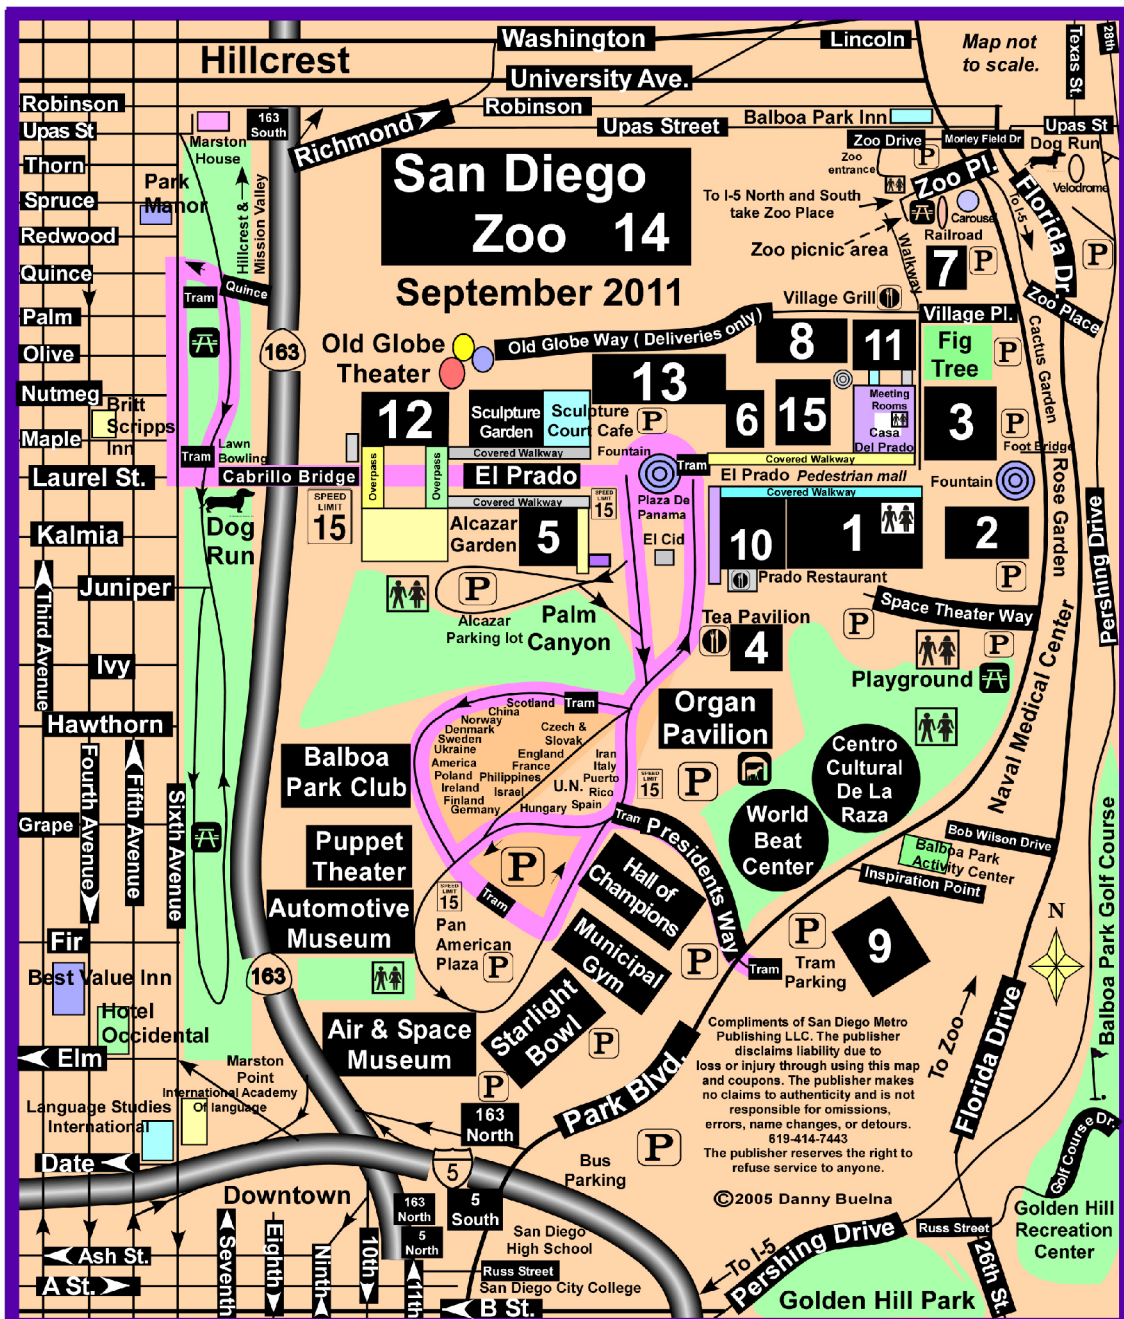 Washington
Lincoln
Hillcrest
Map not
to scale.
Texas St.
28th
University Ave.
Robinson
Robinson
163
South
Richmond
Upas St
Upas Street
Balboa Park Inn
Upas St
Marston
House
Zoo Drive
Morley Field Dr
Dog Run
Thorn
San Diego
Zoo 14
Zoo
entrance
P
Zoo Pl.
Velodrome
Park
Manor
Spruce
To I-5 North and South
take Zoo Place
Carousel
Railroad
To I-5
Florida Dr.
Redwood
Hillcrest &
Mission Valley
Zoo picnic area
Walkway
7
P
P
Quince
Quince
Tram
September 2011
Village Grill
Zoo Place
Palm
163
Old Globe
Theater
Old Globe Way ( Deliveries only)
8
11
Village Pl.
Fig
Tree
P
Cactus Garden
Olive
13
Nutmeg
Britt
Scripps
Inn
12
Sculpture
Garden
Sculpture
Court Cafe
P
6
15
Meeting
Rooms
Casa
Del Prado
3
P
Foot Bridge
Maple
Lawn
Bowling
Tram
Covered Walkway
Fountain
Covered Walkway
Laurel St.
Cabrillo Bridge
Overpass
Overpass
El Prado
Tram
El Prado Pedestrian mall
Fountain
Rose Garden
Covered Walkway
Covered Walkway
Plaza De
Panama
SPEED
LIMIT
15
SPEED
LIMIT
15
Dog
Run
Kalmia
Alcazar
Garden
5
El Cid
10
1
2
Pershing Drive
Juniper
P
Prado Restaurant
P
Third Avenue
Alcazar
Parking lot
Palm
Canyon
Tea Pavilion
4
P
Space Theater Way
P
Ivy
Playground
Naval Medical Center
Hawthorn
Scotland
Tram
China
Norway
Denmark
Sweden
Ukraine
America
Poland
Ireland
Finland
Germany
Czech &
Slovak
England
France
Philippines
Israel
Hungary
U.N.
Spain
Iran
Italy
Puerto
Rico
Organ
Pavilion
Fourth Avenue
Fifth Avenue
Sixth Avenue
Balboa
Park Club
SPEED
LIMIT
15
P
Centro
Cultural
De La
Raza
Grape
Tram
Presidents Way
World
Beat
Center
Bob Wilson Drive
Balboa Park
Activity Center
Inspiration Point
Balboa Park Golf Course
Puppet
Theater
P
Hall of
Champions
SPEED
LIMIT
15
Tram
Automotive
Museum
Pan
American
Plaza
P
Municipal
Gym
P
P
Tram
Parking
Tram
9
N
Fir
Best Value Inn
163
Hotel
Occidental
Air & Space
Museum
Starlight
Bowl
P
P
Park Blvd.
Compliments of San Diego Metro
Publishing LLC. The publisher
disclaims liability due to
loss or injury through using this map
and coupons. The publisher makes
no claims to authenticity and is not
responsible for omissions,
errors, name changes, or detours.
619-414-7443
The publisher reserves the right to
refuse service to anyone.
To Zoo
Florida Drive
Elm
Marston
Point
International Academy
Of language
Language Studies
International
163
North
P
Bus
Parking
Golf Course Dr.
Date
5
Downtown
163
North
5
North
5
South
©2005 Danny Buelna
Golden Hill
Recreation
Center
Seventh
Eighth
Ninth
10th
11th
San Diego
High School
Russ Street
San Diego City College
To I-5
Pershing Drive
Russ Street
26th St.
Ash St.
A St.
B St.
Golden Hill Park